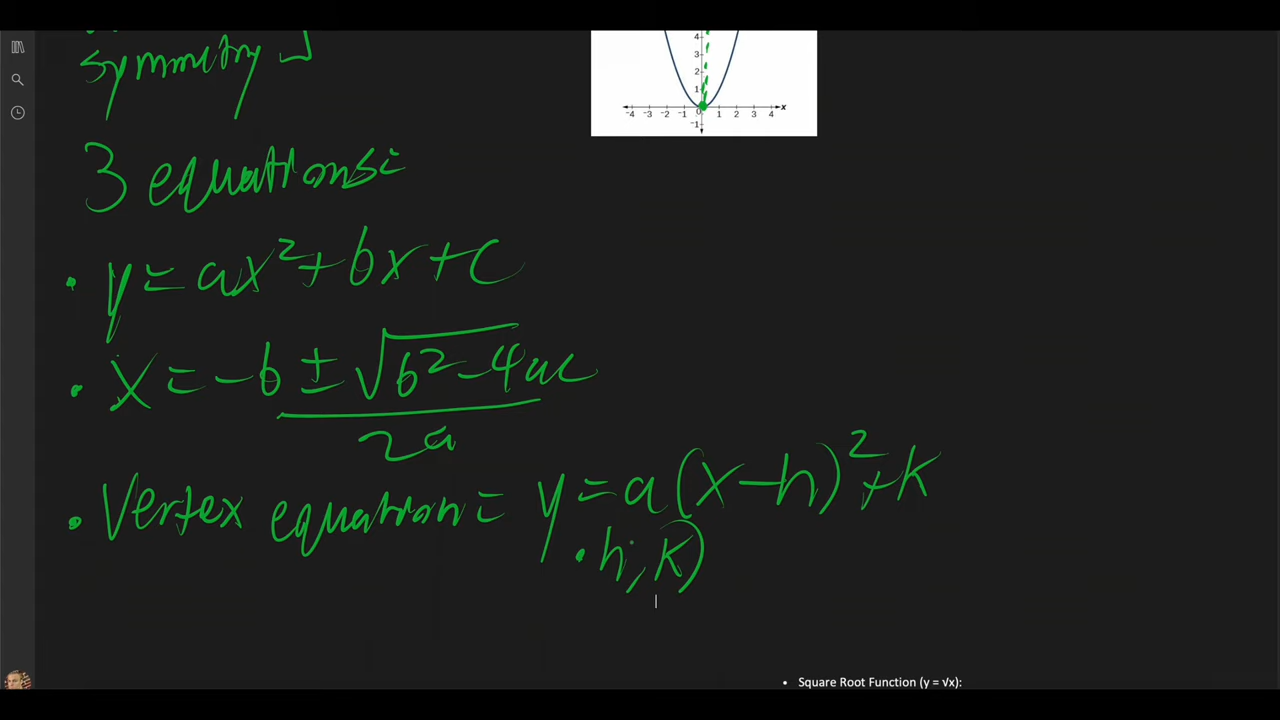 symmetry
4
3
2
1
0
-4 -3 -2 -1 1 2 3 4 x
-1
3 equations:
• y = ax² + bx + c
• x = -b ± √b² - 4ac
2a
• Vertex equation = y = a(x - h)² + k
• h, k)
• Square Root Function (y = √x):